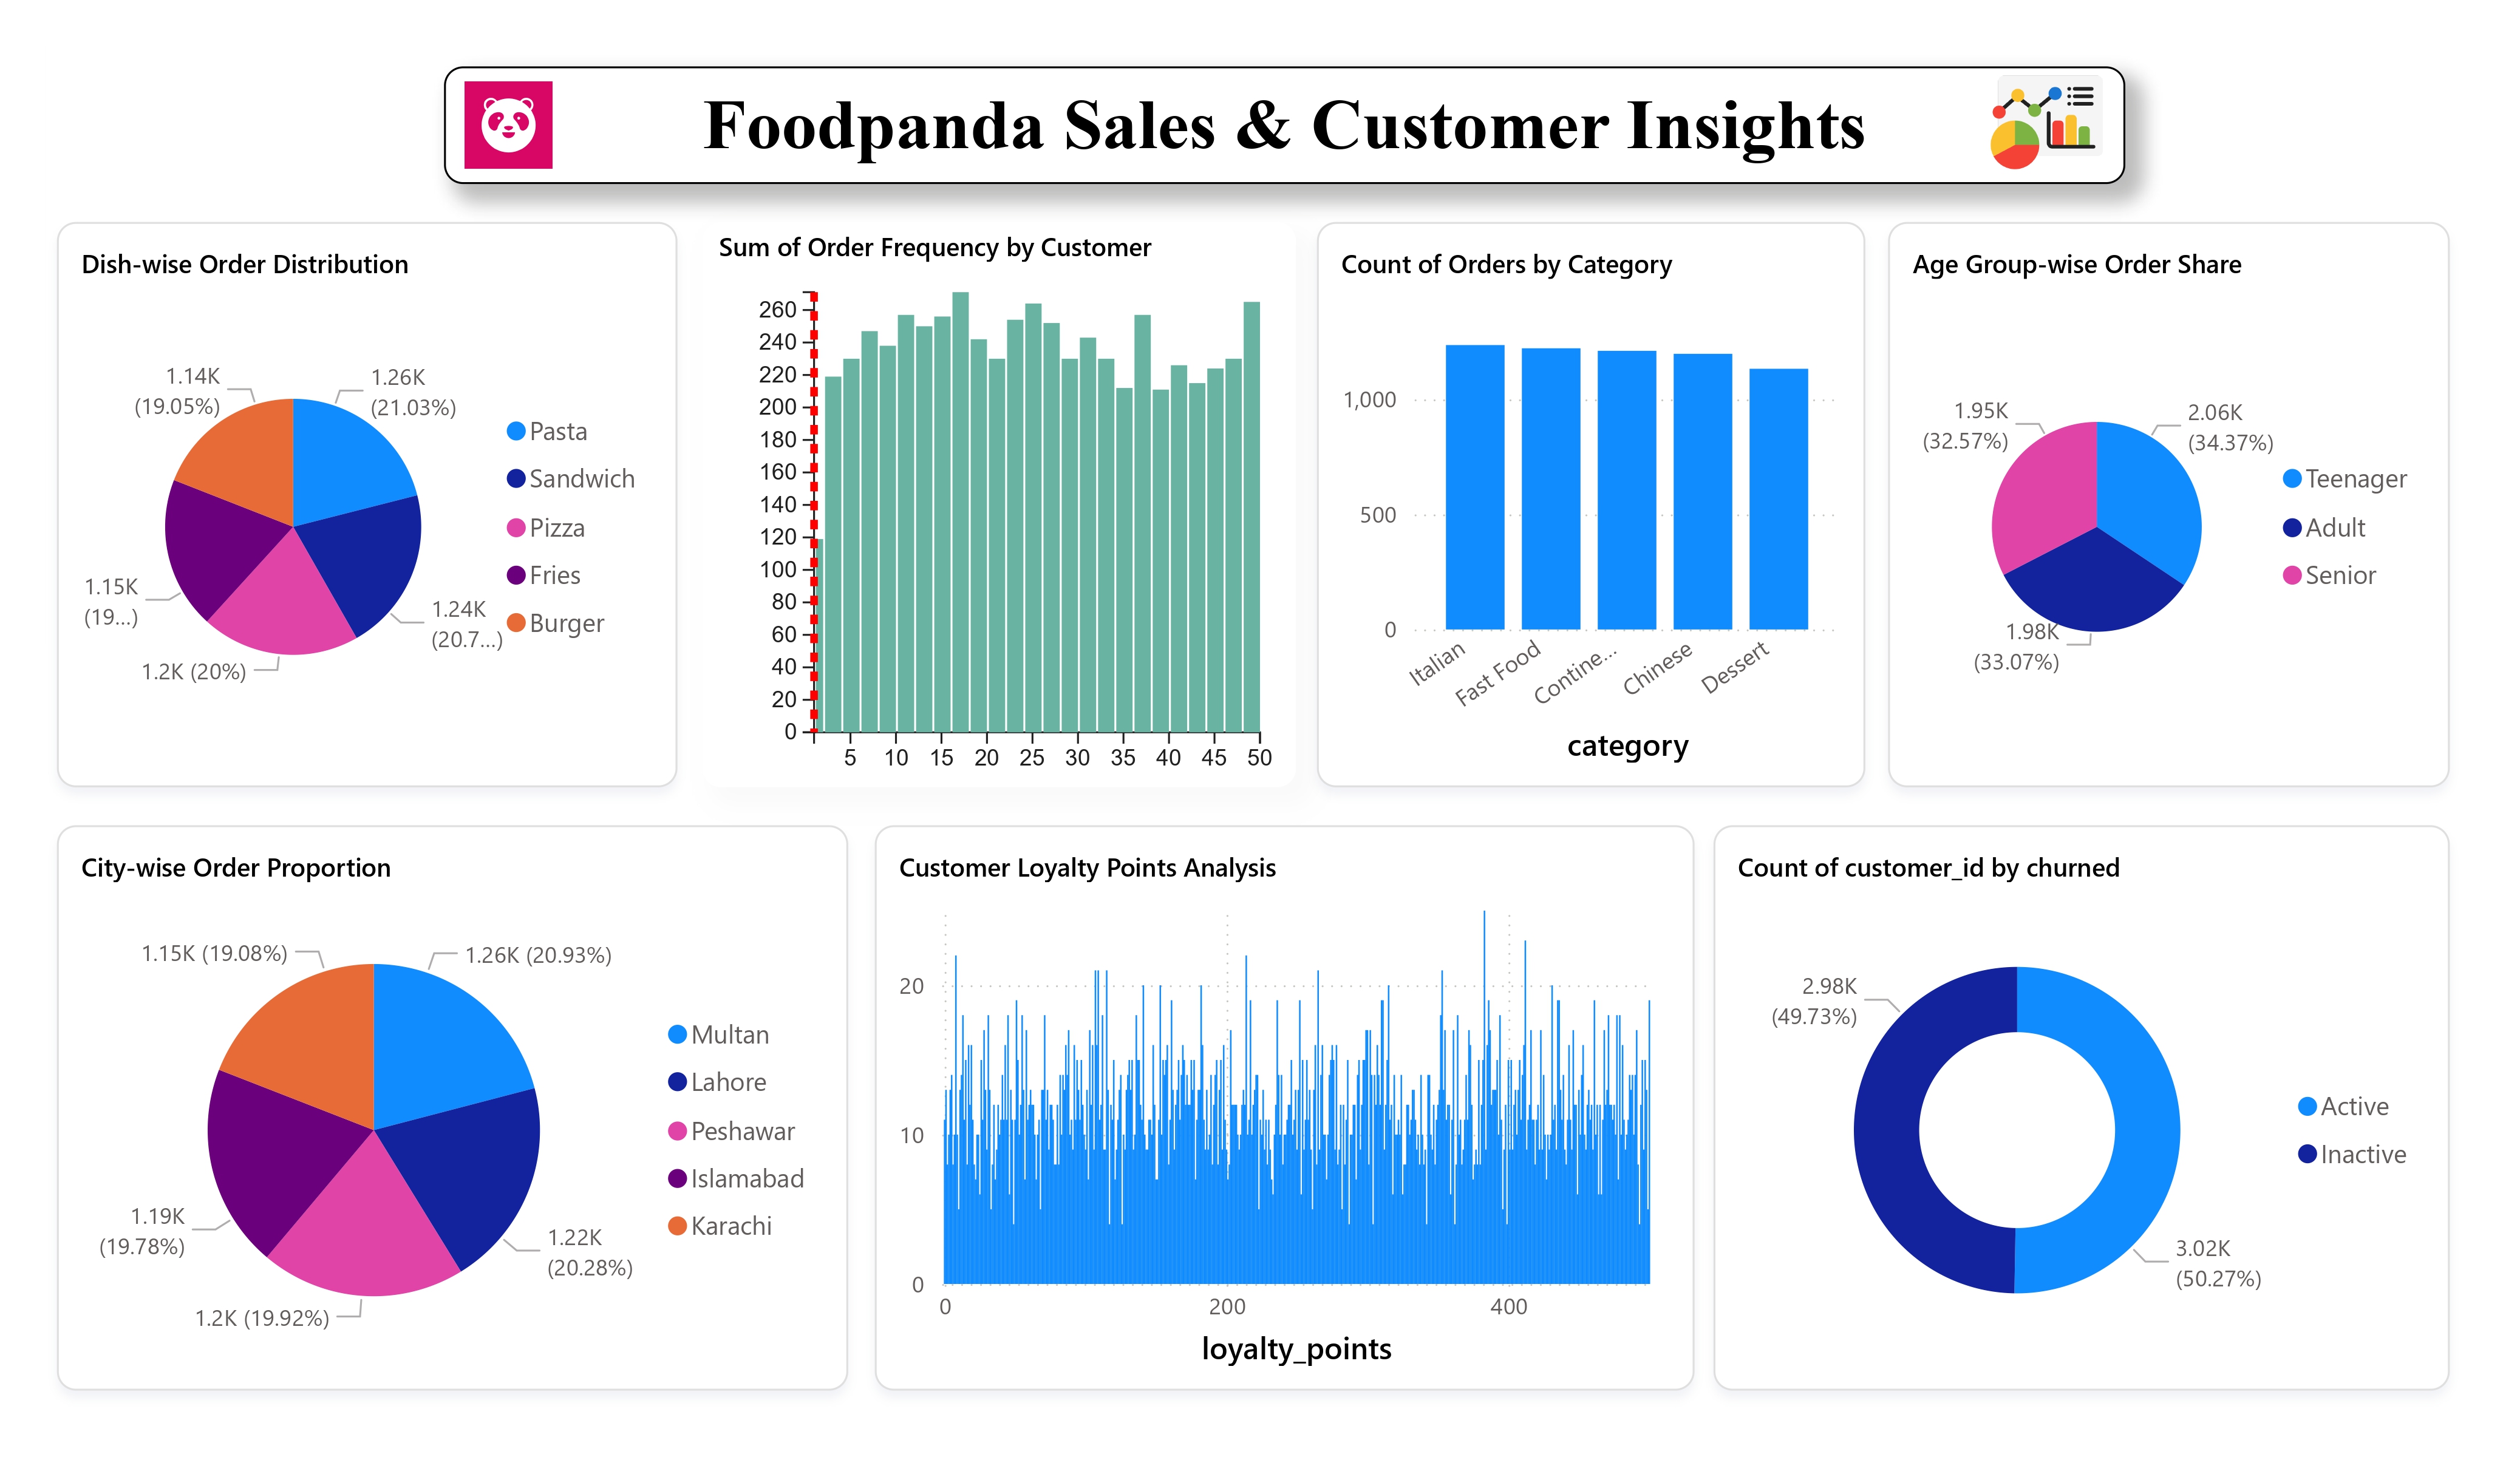 Foodpanda Sales & Customer Insights
Dish-wise Order Distribution
1.14K
(19.05%)
1.26K
(21.03%)
1.15K
(19...)
1.24K
(20.7...)
1.2K (20%)
Pasta
Sandwich
Pizza
Fries
Burger
Sum of Order Frequency by Customer
260
240
220
200
180
160
140
120
100
80
60
40
20
0
5 10 15 20 25 30 35 40 45 50
Count of Orders by Category
1,000
500
0
Italian
Fast Food
Contine...
Chinese
Dessert
category
Age Group-wise Order Share
1.95K
(32.57%)
2.06K
(34.37%)
1.98K
(33.07%)
Teenager
Adult
Senior
City-wise Order Proportion
1.15K (19.08%)
1.26K (20.93%)
1.19K
(19.78%)
1.22K
(20.28%)
1.2K (19.92%)
Multan
Lahore
Peshawar
Islamabad
Karachi
Customer Loyalty Points Analysis
20
10
0
0 200 400
loyalty_points
Count of customer_id by churned
2.98K
(49.73%)
3.02K
(50.27%)
Active
Inactive